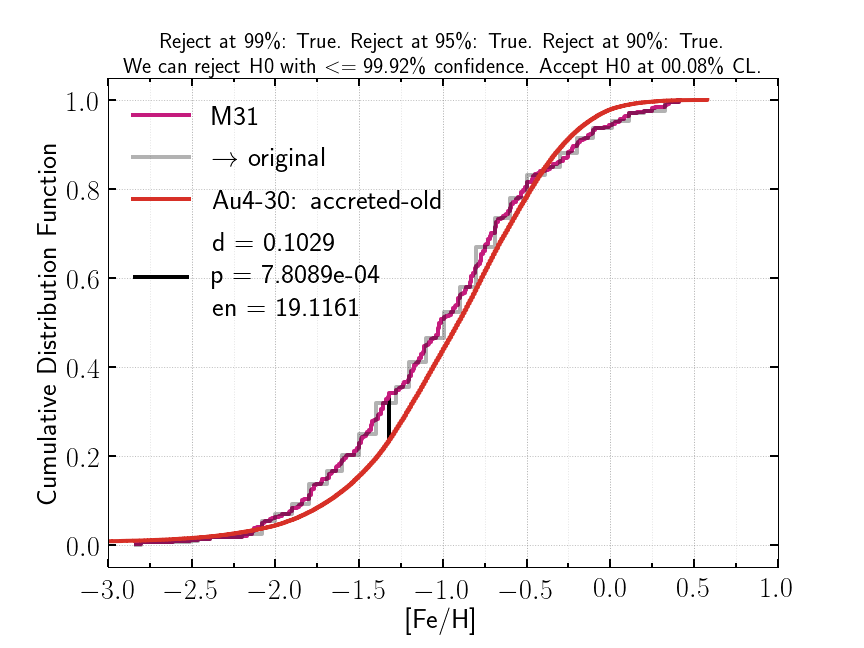 Reject at 99%: True. Reject at 95%: True. Reject at 90%: True.
We can reject H0 with <= 99.92% confidence. Accept H0 at 00.08% CL.
M31
→ original
Au4-30: accreted-old
d = 0.1029
p = 7.8089e-04
en = 19.1161
Cumulative Distribution Function
1.0
0.8
0.6
0.4
0.2
0.0
−3.0 −2.5 −2.0 −1.5 −1.0 −0.5 0.0 0.5 1.0
[Fe/H]